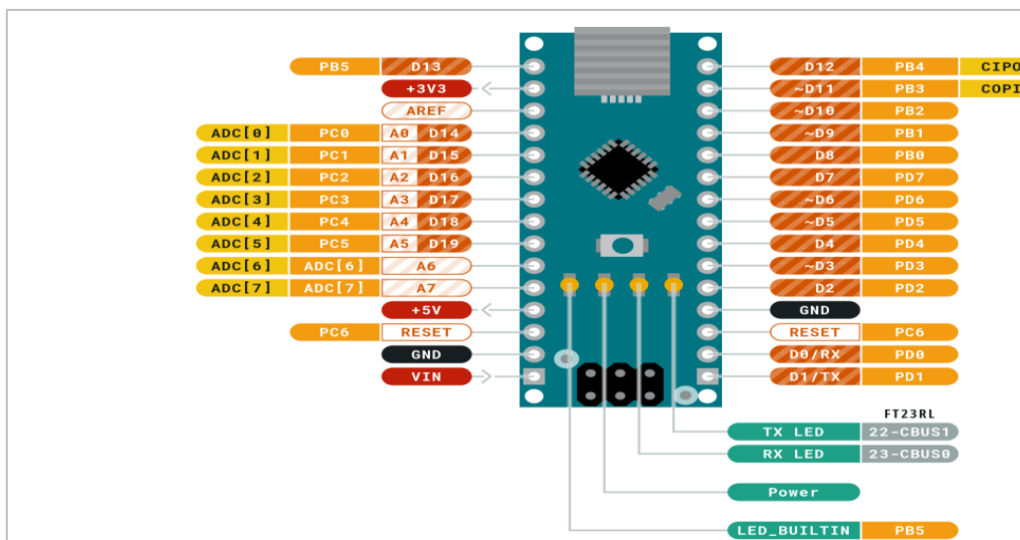 PB5 D13 D12 PB4 CIPO
+3V3 ~D11 PB3 COPI
AREF ~D10 PB2
ADC[0] PC0 A0 D14 ~D9 PB1
ADC[1] PC1 A1 D15 D8 PB0
ADC[2] PC2 A2 D16 D7 PD7
ADC[3] PC3 A3 D17 ~D6 PD6
ADC[4] PC4 A4 D18 ~D5 PD5
ADC[5] PC5 A5 D19 D4 PD4
ADC[6] ADC[6] A6 ~D3 PD3
ADC[7] ADC[7] A7 D2 PD2
+5V GND
PC6 RESET RESET PC6
GND D0/RX PD0
VIN D1/TX PD1
FT23RL
TX LED 22-CBUS1
RX LED 23-CBUS0
Power
LED_BUILTIN PB5